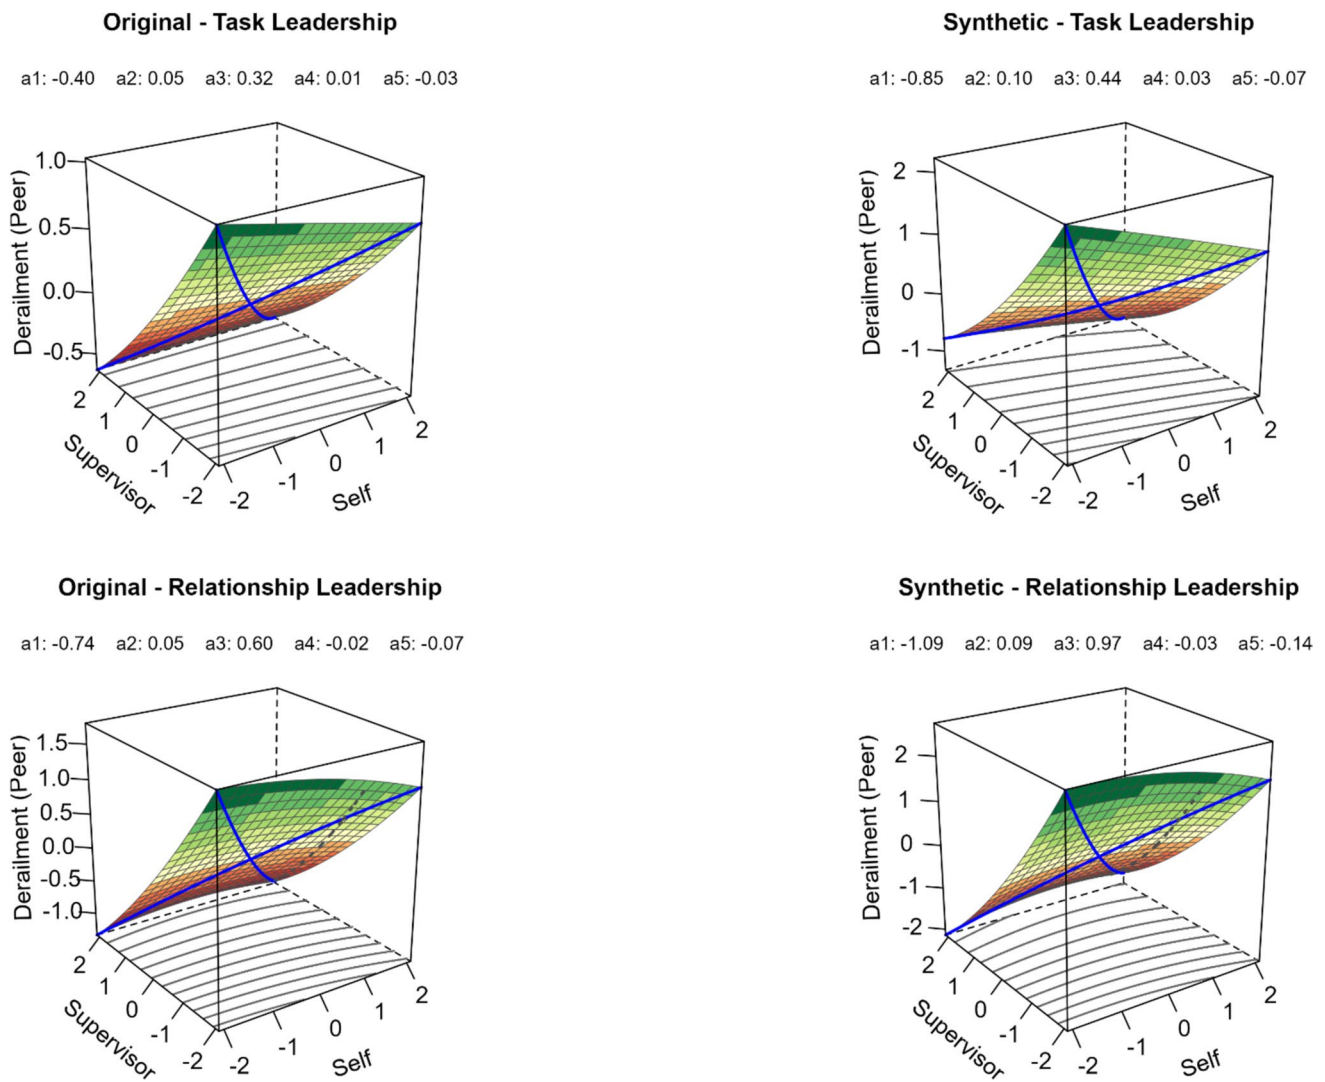 Original - Task Leadership
a1: -0.40 a2: 0.05 a3: 0.32 a4: 0.01 a5: -0.03
Derailment (Peer)
1.0
0.5
0.0
-0.5
2
1
0
-1
-2
Supervisor
-2
-1
0
1
2
Self
Synthetic - Task Leadership
a1: -0.85 a2: 0.10 a3: 0.44 a4: 0.03 a5: -0.07
Derailment (Peer)
2
1
0
-1
2
1
0
-1
-2
Supervisor
-2
-1
0
1
2
Self
Original - Relationship Leadership
a1: -0.74 a2: 0.05 a3: 0.60 a4: -0.02 a5: -0.07
Derailment (Peer)
1.5
1.0
0.5
0.0
-0.5
-1.0
2
1
0
-1
-2
Supervisor
-2
-1
0
1
2
Self
Synthetic - Relationship Leadership
a1: -1.09 a2: 0.09 a3: 0.97 a4: -0.03 a5: -0.14
Derailment (Peer)
2
1
0
-1
-2
2
1
0
-1
-2
Supervisor
-2
-1
0
1
2
Self